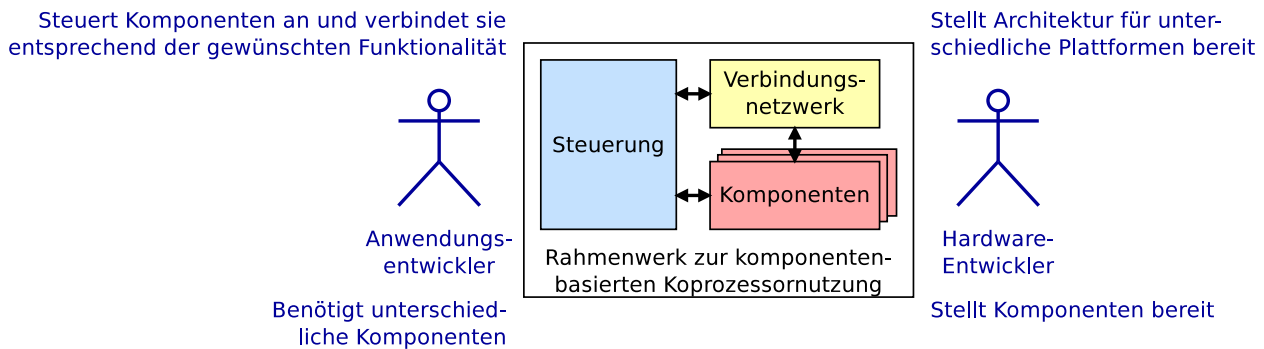 Steuert Komponenten an und verbindet sie
entsprechend der gewünschten Funktionalität
Stellt Architektur für unter-
schiedliche Plattformen bereit
Verbindungs-
netzwerk
Steuerung
Komponenten
Anwendungs-
entwickler
Hardware-
Entwickler
Rahmenwerk zur komponenten-
basierten Koprozessornutzung
Benötigt unterschied-
liche Komponenten
Stellt Komponenten bereit